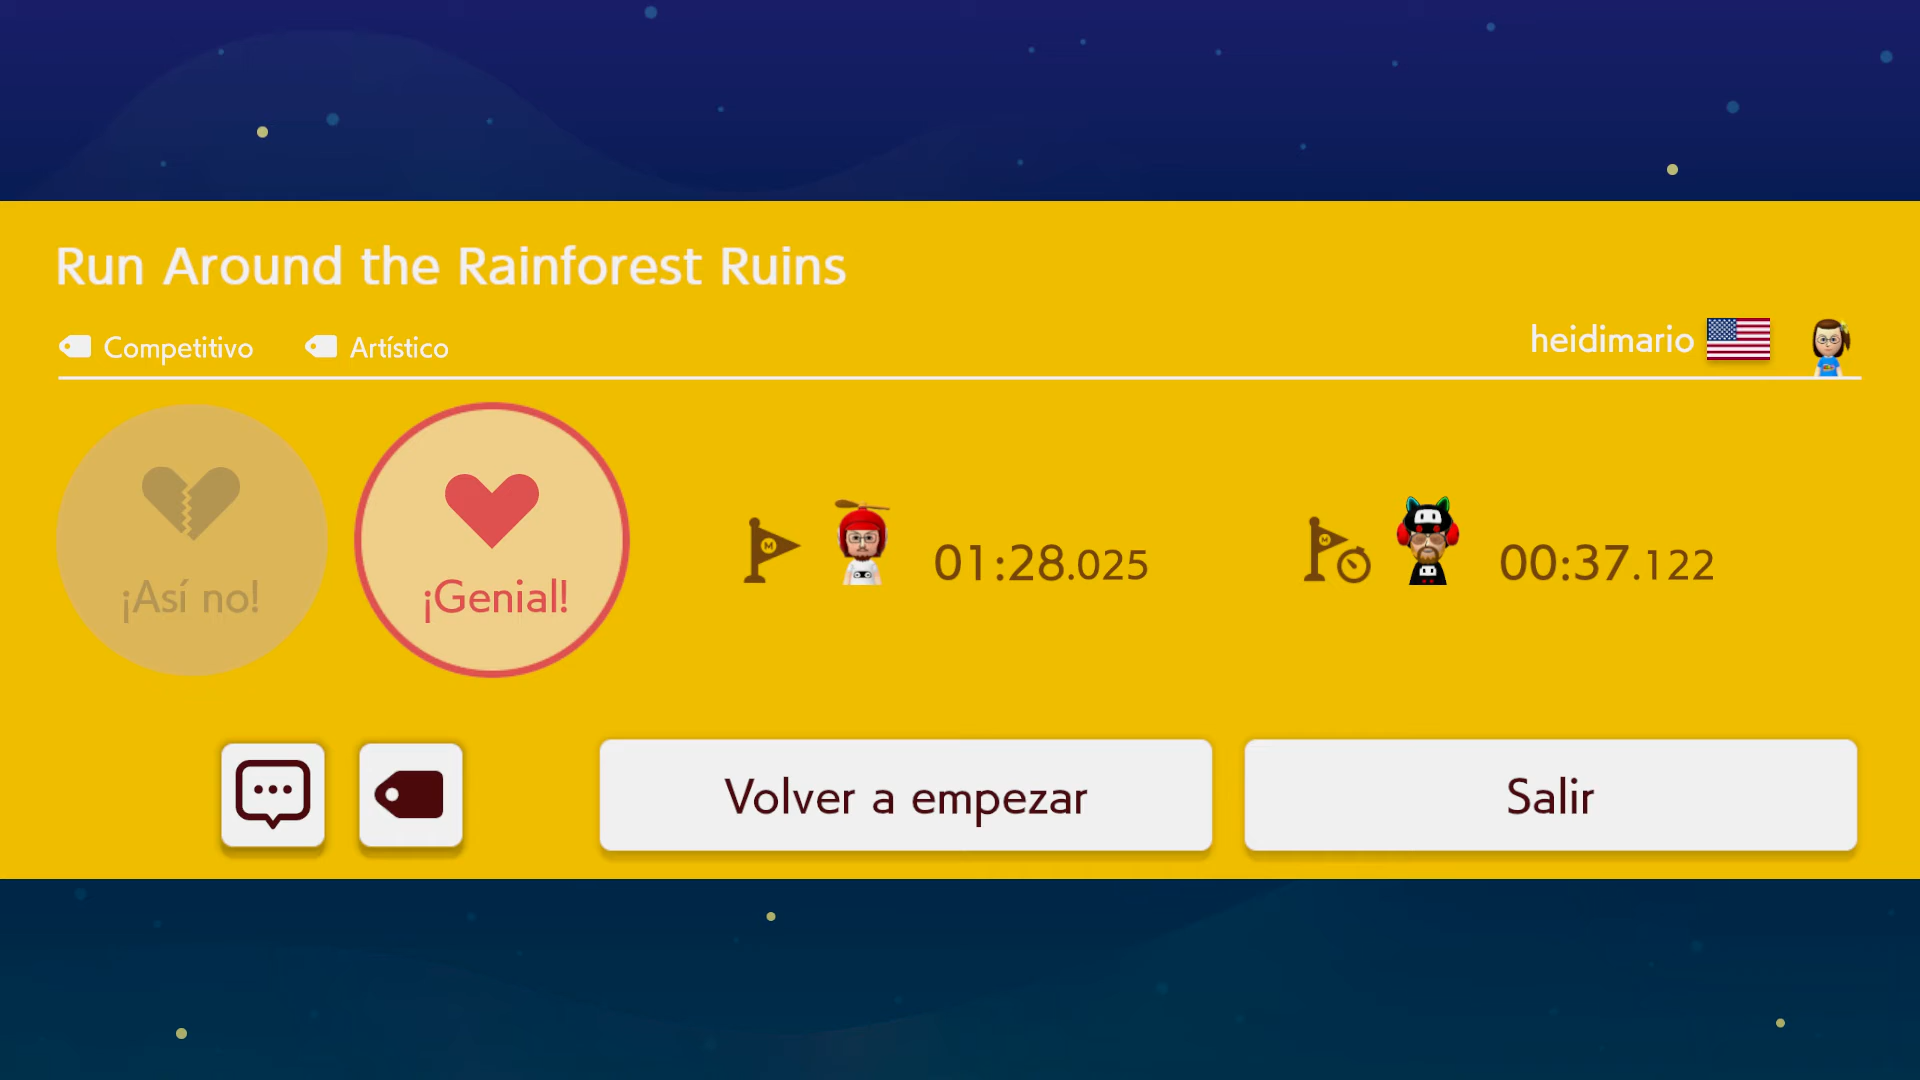 Run Around the Rainforest Ruins
Competitivo Artístico
heidimario
¡Así no!
¡Genial!
M 01:28.025
M 00:37.122
Volver a empezar
Salir